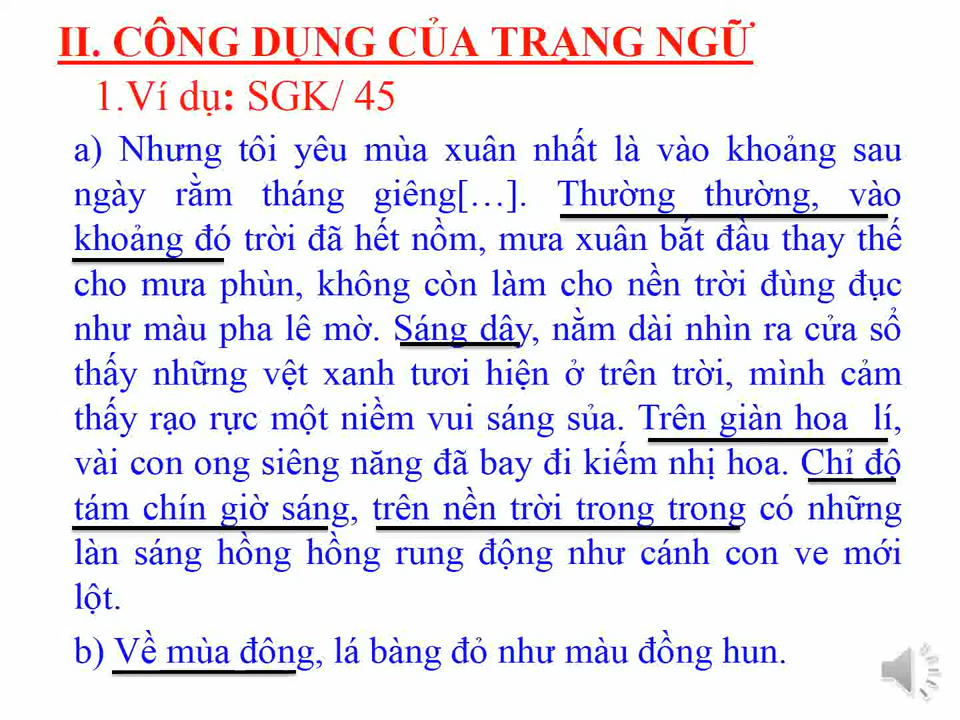 II. CÔNG DỤNG CỦA TRẠNG NGỮ
1.Ví dụ: SGK/ 45
a) Nhưng tôi yêu mùa xuân nhất là vào khoảng sau
ngày rằm tháng giêng[…]. Thường thường, vào
khoảng đó trời đã hết nồm, mưa xuân bắt đầu thay thế
cho mưa phùn, không còn làm cho nền trời đùng đục
như màu pha lê mờ. Sáng dậy, nằm dài nhìn ra cửa sổ
thấy những vệt xanh tươi hiện ở trên trời, mình cảm
thấy rạo rực một niềm vui sáng sủa. Trên giàn hoa lí,
vài con ong siêng năng đã bay đi kiếm nhị hoa. Chỉ độ
tám chín giờ sáng, trên nền trời trong trong có những
làn sáng hồng hồng rung động như cánh con ve mới
lột.
b) Về mùa đông, lá bàng đỏ như màu đồng hun.